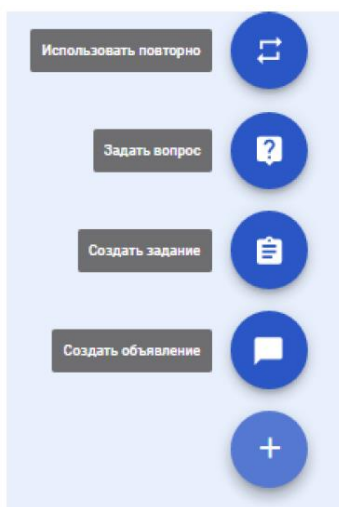 Использовать повторно
Задать вопрос
Создать задание
Создать объявление